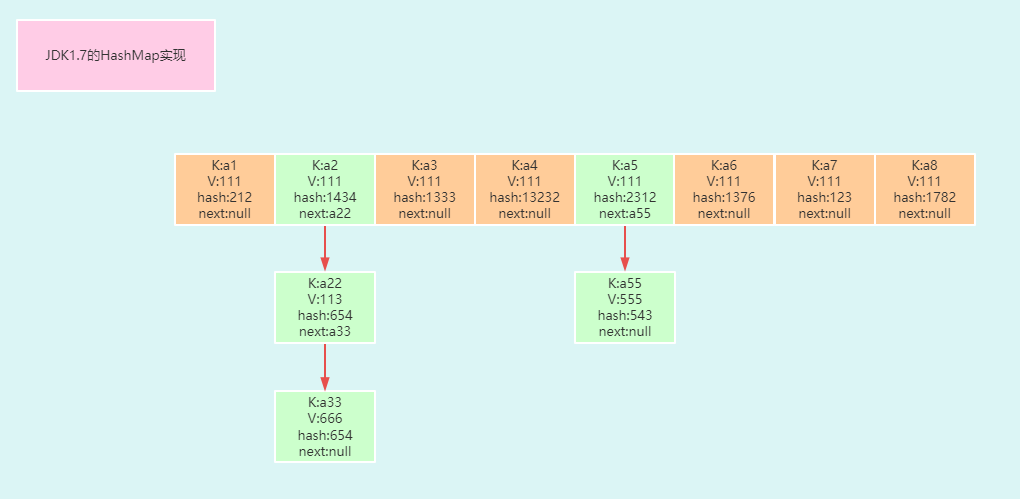 JDK1.7的HashMap实现
K:a1
V:111
hash:212
next:null
K:a2
V:111
hash:1434
next:a22
K:a3
V:111
hash:1333
next:null
K:a4
V:111
hash:13232
next:null
K:a5
V:111
hash:2312
next:a55
K:a6
V:111
hash:1376
next:null
K:a7
V:111
hash:123
next:null
K:a8
V:111
hash:1782
next:null
K:a22
V:113
hash:654
next:a33
K:a55
V:555
hash:543
next:null
K:a33
V:666
hash:654
next:null